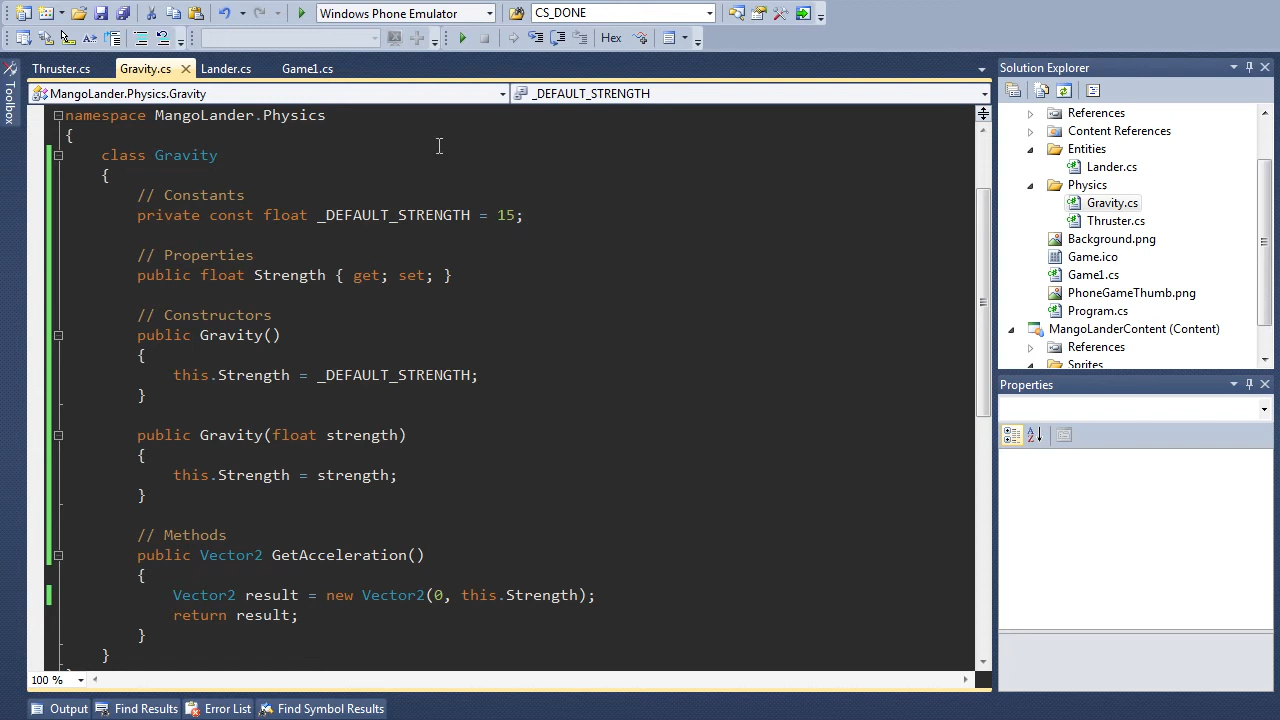 Windows Phone Emulator
CS_DONE
Hex
Toolbox
Thruster.cs
Gravity.cs
Lander.cs
Game1.cs
MangoLander.Physics.Gravity
_DEFAULT_STRENGTH
namespace MangoLander.Physics
{
class Gravity
{
// Constants
private const float _DEFAULT_STRENGTH = 15;
// Properties
public float Strength { get; set; }
// Constructors
public Gravity()
{
this.Strength = _DEFAULT_STRENGTH;
}
public Gravity(float strength)
{
this.Strength = strength;
}
// Methods
public Vector2 GetAcceleration()
{
Vector2 result = new Vector2(0, this.Strength);
return result;
}
}
100 %
Solution Explorer
References
Content References
Entities
Lander.cs
Physics
Gravity.cs
Thruster.cs
Background.png
Game.ico
Game1.cs
PhoneGameThumb.png
Program.cs
MangoLanderContent (Content)
References
Sprites
Properties
Output
Find Results
Error List
Find Symbol Results